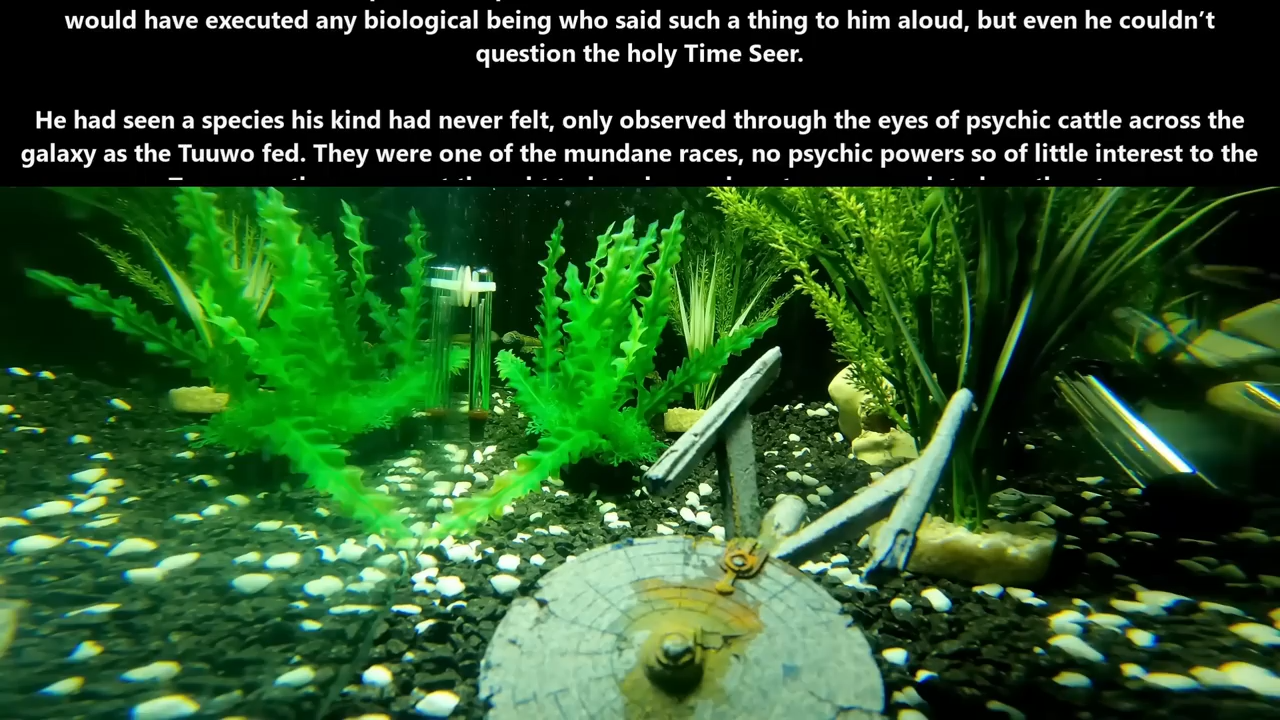 would have executed any biological being who said such a thing to him aloud, but even he couldn’t
question the holy Time Seer.
He had seen a species his kind had never felt, only observed through the eyes of psychic cattle across the
galaxy as the Tuuwo fed. They were one of the mundane races, no psychic powers so of little interest to the